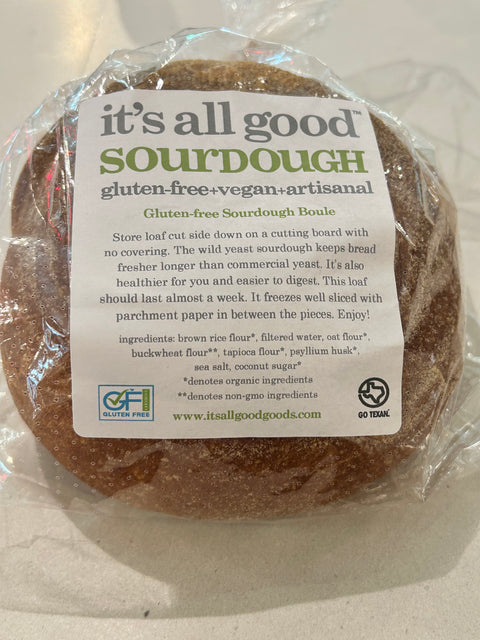 it's all good™
sourdough
gluten-free+vegan+artisanal
Gluten-free Sourdough Boule
Store loaf cut side down on a cutting board with
no covering. The wild yeast sourdough keeps bread
fresher longer than commercial yeast. It's also
healthier for you and easier to digest. This loaf
should last almost a week. It freezes well sliced with
parchment paper in between the pieces. Enjoy!
ingredients: brown rice flour*, filtered water, oat flour*,
buckwheat flour**, tapioca flour*, psyllium husk*,
sea salt, coconut sugar*
*denotes organic ingredients
**denotes non-gmo ingredients
GF
GLUTEN FREE
www.itsallgoodgoods.com
GO TEXAN.